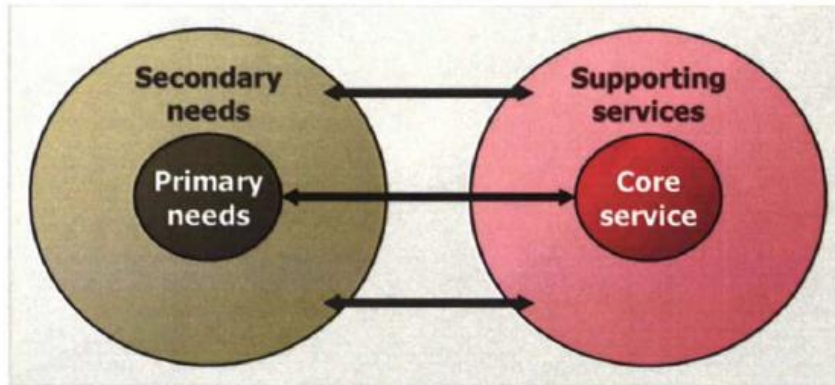 Secondary
needs
Primary
needs
Supporting
services
Core
service